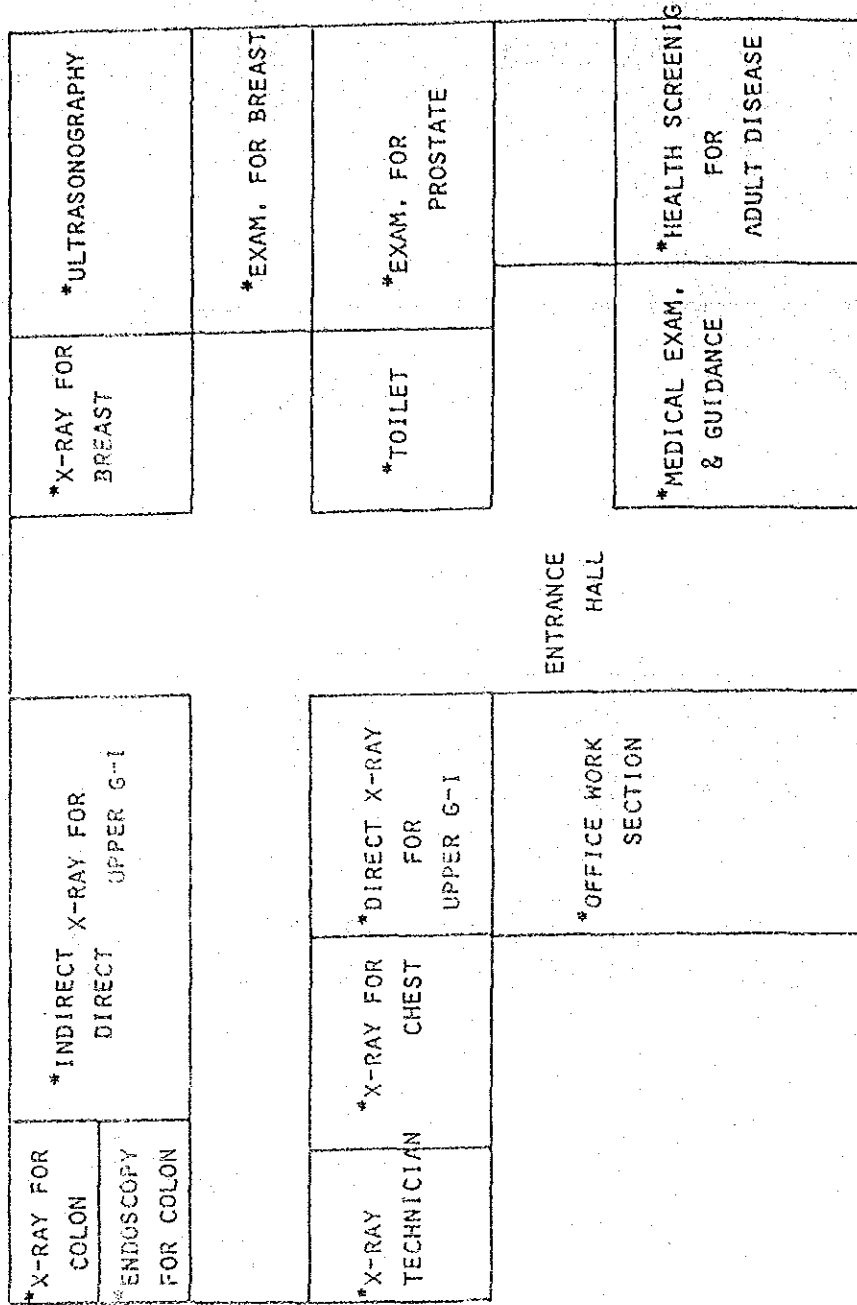 *X-RAY FOR
COLON
*ENDOSCOPY
FOR COLON
*INDIRECT X-RAY FOR
DIRECT UPPER G-I
*X-RAY FOR
BREAST
*ULTRASONOGRAPHY
*EXAM. FOR BREAST
*X-RAY
TECHNICIAN
*X-RAY FOR
CHEST
*DIRECT X-RAY
FOR
UPPER G-I
*TOILET
*EXAM. FOR
PROSTATE
*OFFICE WORK
SECTION
ENTRANCE
HALL
*MEDICAL EXAM.
& GUIDANCE
*HEALTH SCREENIG
FOR
ADULT DISEASE